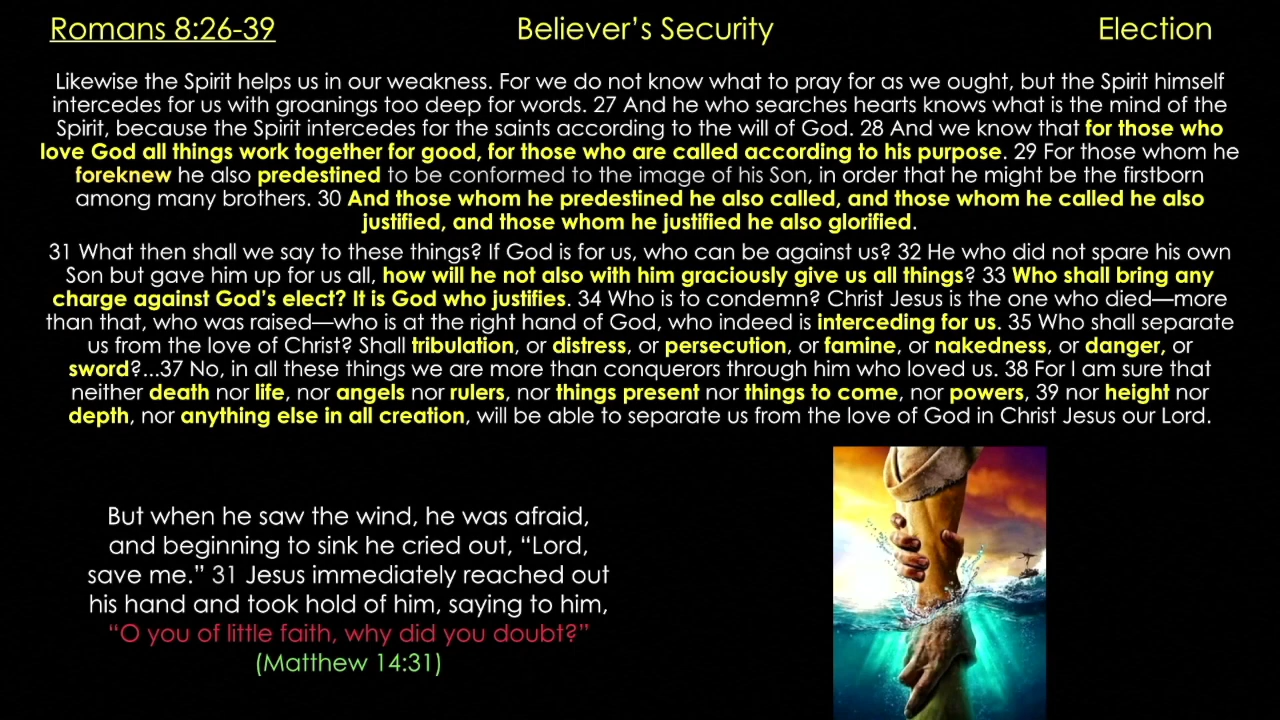 Romans 8:26-39 Believer’s Security Election
Likewise the Spirit helps us in our weakness. For we do not know what to pray for as we ought, but the Spirit himself
intercedes for us with groanings too deep for words. 27 And he who searches hearts knows what is the mind of the
Spirit, because the Spirit intercedes for the saints according to the will of God. 28 And we know that for those who
love God all things work together for good, for those who are called according to his purpose. 29 For those whom he
foreknew he also predestined to be conformed to the image of his Son, in order that he might be the firstborn
among many brothers. 30 And those whom he predestined he also called, and those whom he called he also
justified, and those whom he justified he also glorified.
31 What then shall we say to these things? If God is for us, who can be against us? 32 He who did not spare his own
Son but gave him up for us all, how will he not also with him graciously give us all things? 33 Who shall bring any
charge against God’s elect? It is God who justifies. 34 Who is to condemn? Christ Jesus is the one who died—more
than that, who was raised—who is at the right hand of God, who indeed is interceding for us. 35 Who shall separate
us from the love of Christ? Shall tribulation, or distress, or persecution, or famine, or nakedness, or danger, or
sword?...37 No, in all these things we are more than conquerors through him who loved us. 38 For I am sure that
neither death nor life, nor angels nor rulers, nor things present nor things to come, nor powers, 39 nor height nor
depth, nor anything else in all creation, will be able to separate us from the love of God in Christ Jesus our Lord.
But when he saw the wind, he was afraid,
and beginning to sink he cried out, “Lord,
save me.” 31 Jesus immediately reached out
his hand and took hold of him, saying to him,
“O you of little faith, why did you doubt?”
(Matthew 14:31)